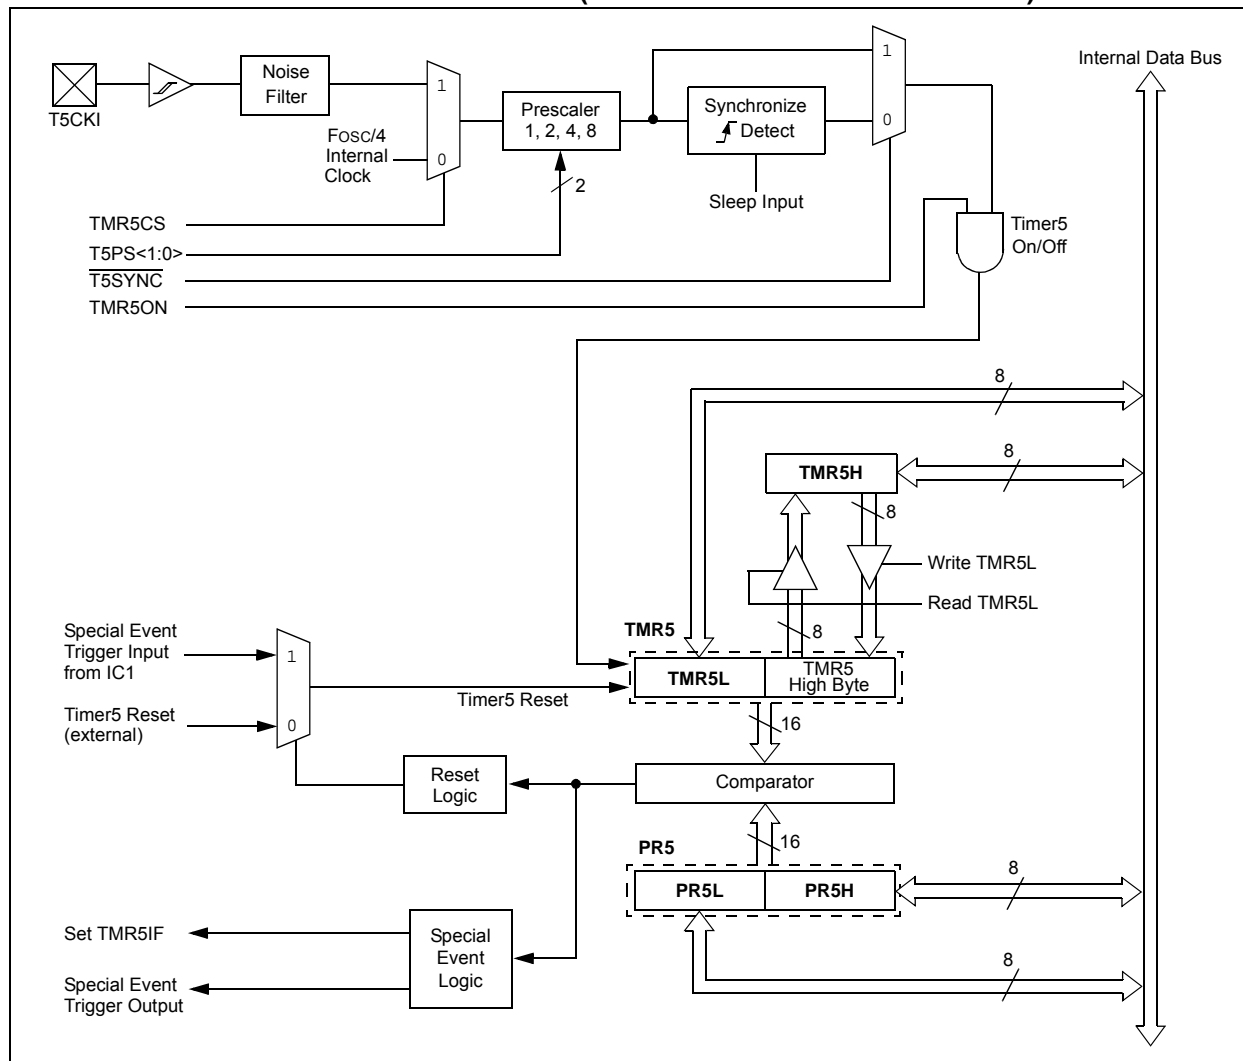 Internal Data Bus
1
Noise
Filter
1
T5CKI
Prescaler
1, 2, 4, 8
Synchronize
Detect
0
FOSC/4
Internal
Clock
0
2
8
Sleep Input
TMR5CS
Timer5
On/Off
T5PS<1:0>
T5SYNC
TMR5ON
8
8
TMR5H
8
Write TMR5L
Read TMR5L
8
TMR5
Special Event
Trigger Input
from IC1
1
TMR5L
TMR5
High Byte
Timer5 Reset
Timer5 Reset
(external)
0
16
Reset
Logic
Comparator
16
PR5
PR5L
PR5H
8
Set TMR5IF
Special
Event
Logic
Special Event
Trigger Output
8